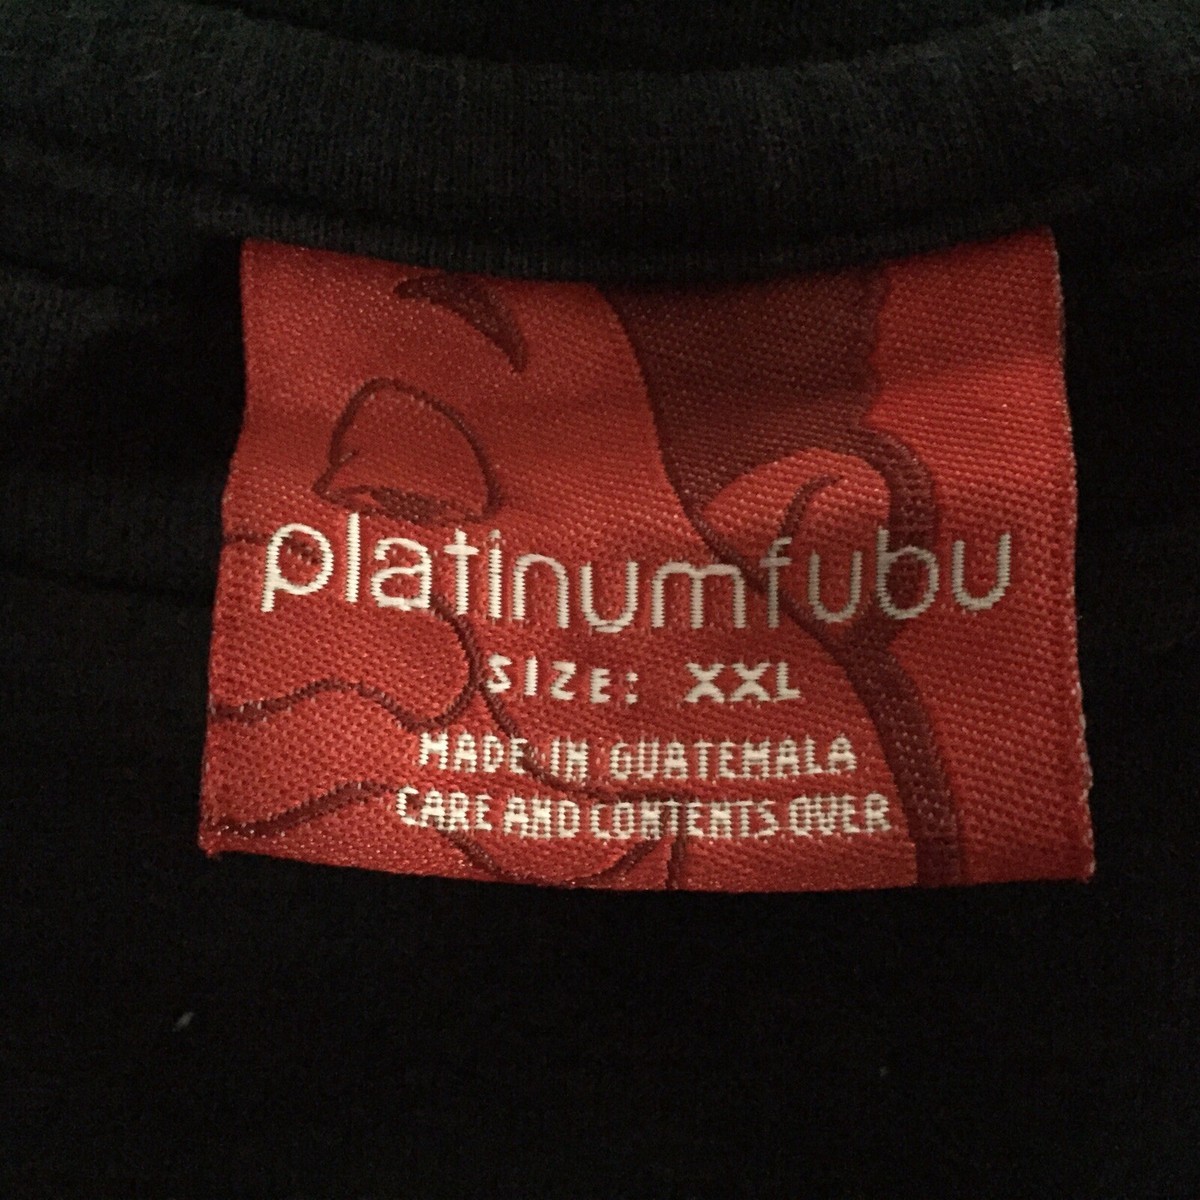 platinumfubu
SIZE: XXL
MADE IN GUATEMALA
CARE AND CONTENTS OVER